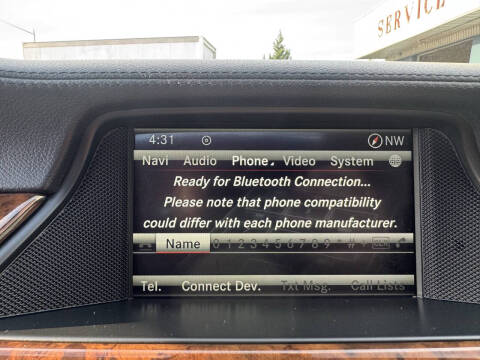 SERVICE
4:31 NW
Navi Audio Phone Video System
Ready for Bluetooth Connection...
Please note that phone compatibility
could differ with each phone manufacturer.
Name 0 1 2 3 4 5 6 7 8 9 * # +
Tel. Connect Dev. Txt Msg. Call Lists